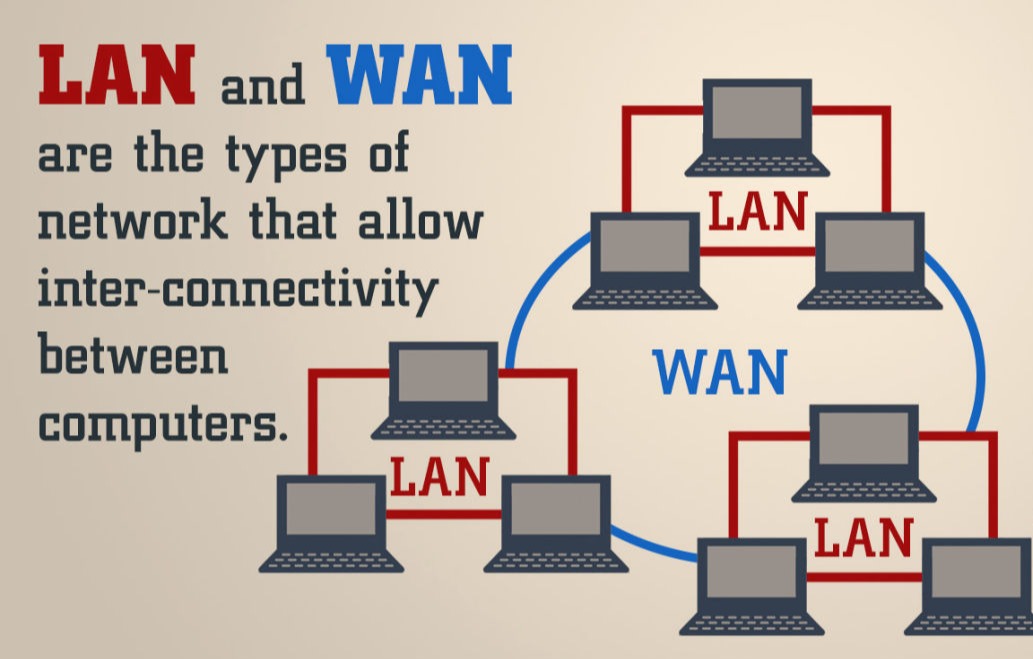 LAN and WAN
are the types of
network that allow
inter-connectivity
between
computers.
LAN
WAN
LAN
LAN